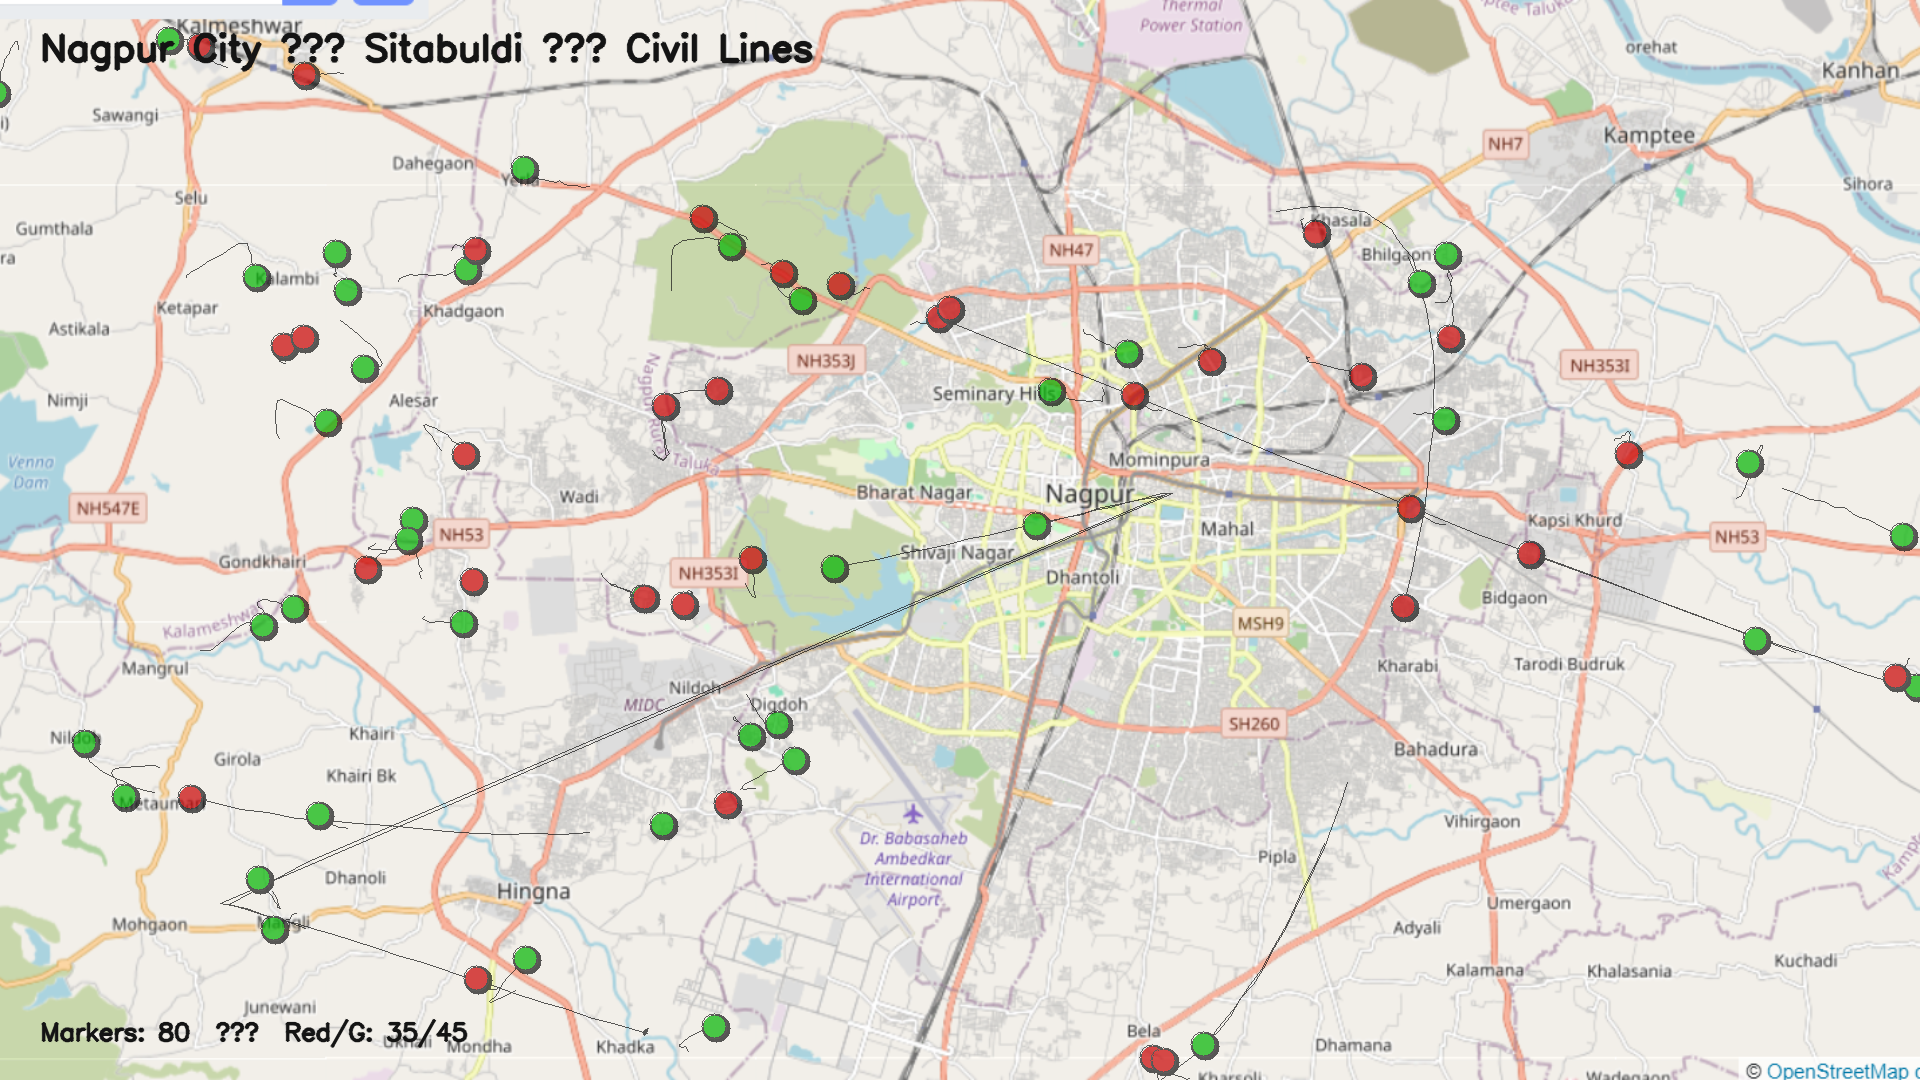 Thermal
Power Station
Kalmeshwar
Nagpur City ??? Sitabuldi ??? Civil Lines
orehat
Kanhan
Sawangi
Kamptee
NH7
Dahegaon
Yerla
Selu
Sihora
Gumthala
Khasala
NH47
Bhilgaon
Kalambi
Ketapar
Khadgaon
Astikala
NH353J
NH353I
Seminary Hills
Nimji
Alesar
Mominpura
Taluka
Venna
Dam
Wadi
Bharat Nagar
Nagpur
NH547E
Kapsi Khurd
Mahal
NH53
NH53
Shivaji Nagar
Gondkhairi
NH353I
Dhantoli
Bidgaon
MSH9
Kalameshwar
Mangrul
Kharabi
Tarodi Budruk
Nildoh
MIDC
Digdoh
SH260
Khairi
Nildoh
Bahadura
Girola
Khairi Bk
Metaumari
Vihirgaon
Dr. Babasaheb
Ambedkar
International
Airport
Pipla
Dhanoli
Hingna
Umergaon
Mohgaon
Mangli
Adyali
Kuchadi
Kalamana
Khalasania
Junewani
Markers: 80 ??? Red/G: 35/45
Bela
Mondha
Khadka
Dhamana
Kharsoli
Wadegaon
© OpenStreetMap c